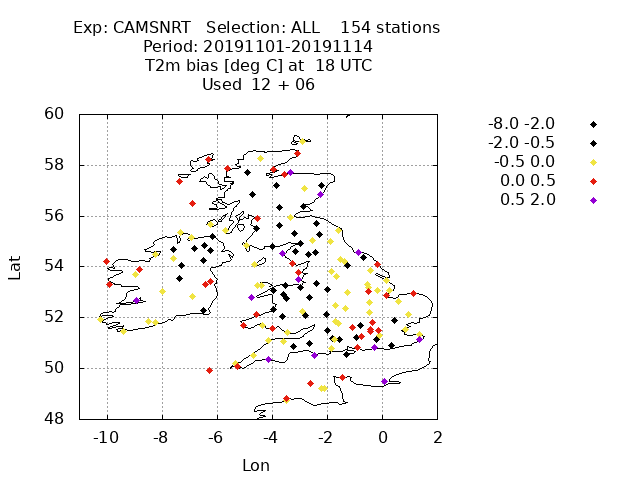 Exp: CAMSNRT Selection: ALL 154 stations
Period: 20191101-20191114
T2m bias [deg C] at 18 UTC
Used 12 + 06
-8.0 -2.0
-2.0 -0.5
-0.5 0.0
0.0 0.5
0.5 2.0
60
58
56
54
52
50
48
Lat
-10 -8 -6 -4 -2 0 2
Lon